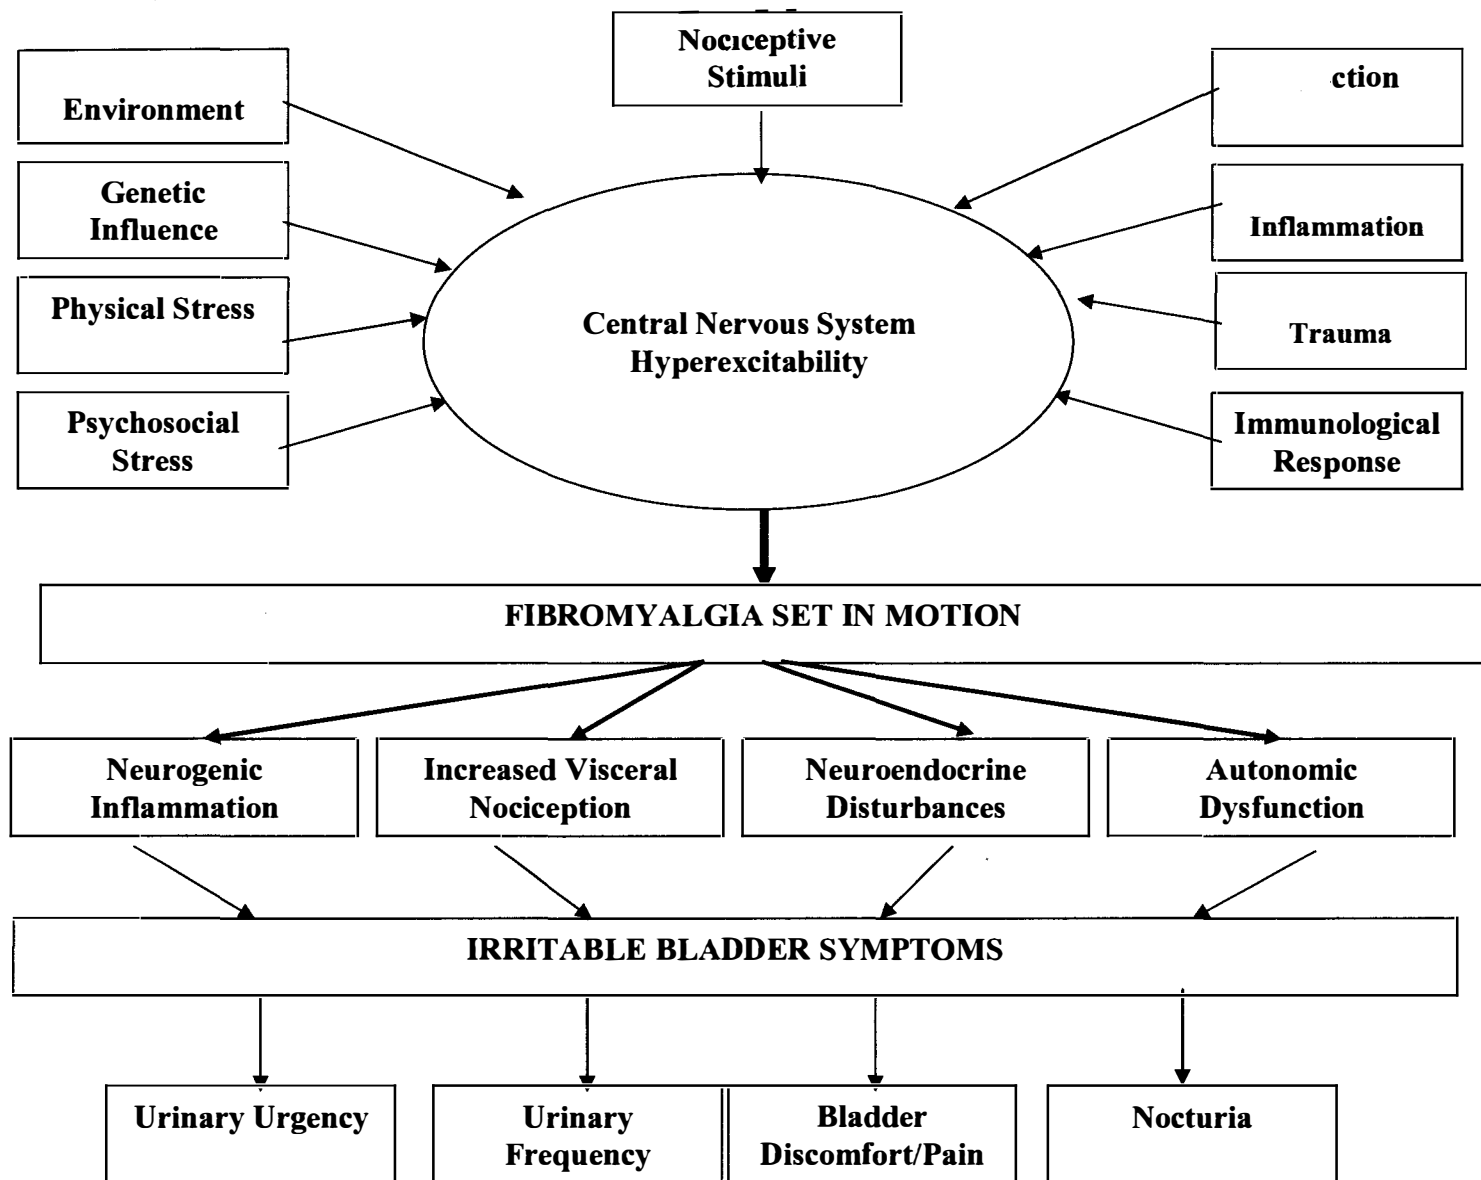 Nociceptive
Stimuli
Environment
Genetic
Influence
Physical Stress
Psychosocial
Stress
ction
Inflammation
Trauma
Immunological
Response
Central Nervous System
Hyperexcitability
FIBROMYALGIA SET IN MOTION
Neurogenic
Inflammation
Increased Visceral
Nociception
Neuroendocrine
Disturbances
Autonomic
Dysfunction
IRRITABLE BLADDER SYMPTOMS
Urinary Urgency
Urinary
Frequency
Bladder
Discomfort/Pain
Nocturia